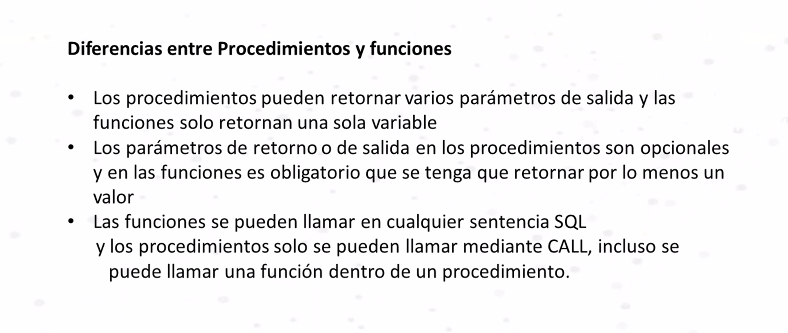 Diferencias entre Procedimientos y funciones
• Los procedimientos pueden retornar varios parámetros de salida y las
funciones solo retornan una sola variable
• Los parámetros de retorno o de salida en los procedimientos son opcionales
y en las funciones es obligatorio que se tenga que retornar por lo menos un
valor
• Las funciones se pueden llamar en cualquier sentencia SQL
y los procedimientos solo se pueden llamar mediante CALL, incluso se
puede llamar una función dentro de un procedimiento.